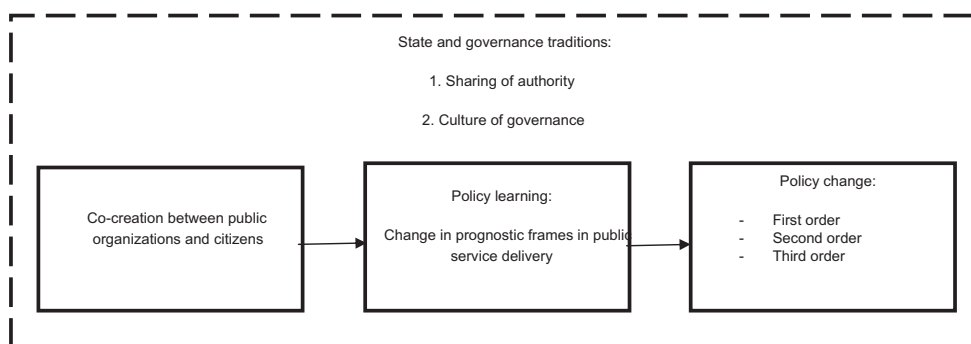 State and governance traditions:
1. Sharing of authority
2. Culture of governance
Co-creation between public
organizations and citizens
Policy learning:
Change in prognostic frames in public
service delivery
Policy change:
- First order
- Second order
- Third order